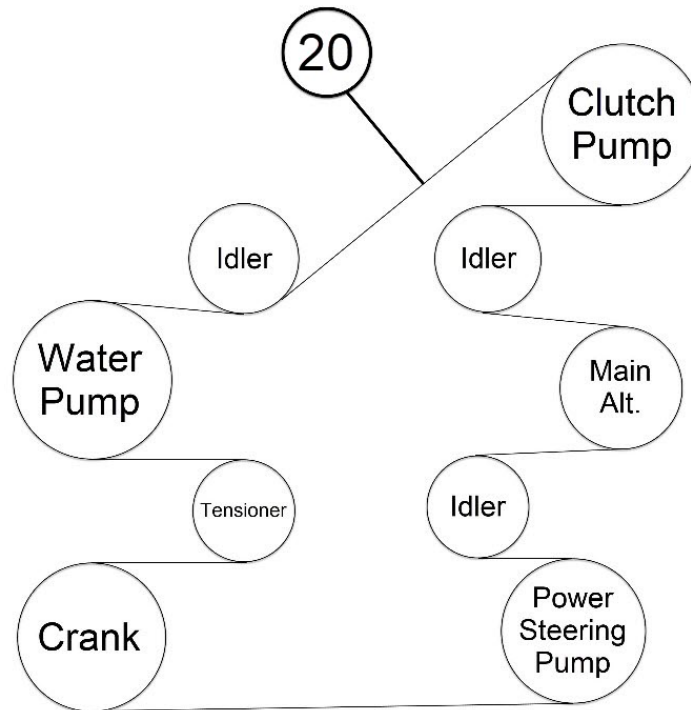 20
Clutch
Pump
Idler
Idler
Water
Pump
Main
Alt.
Tensioner
Idler
Crank
Power
Steering
Pump